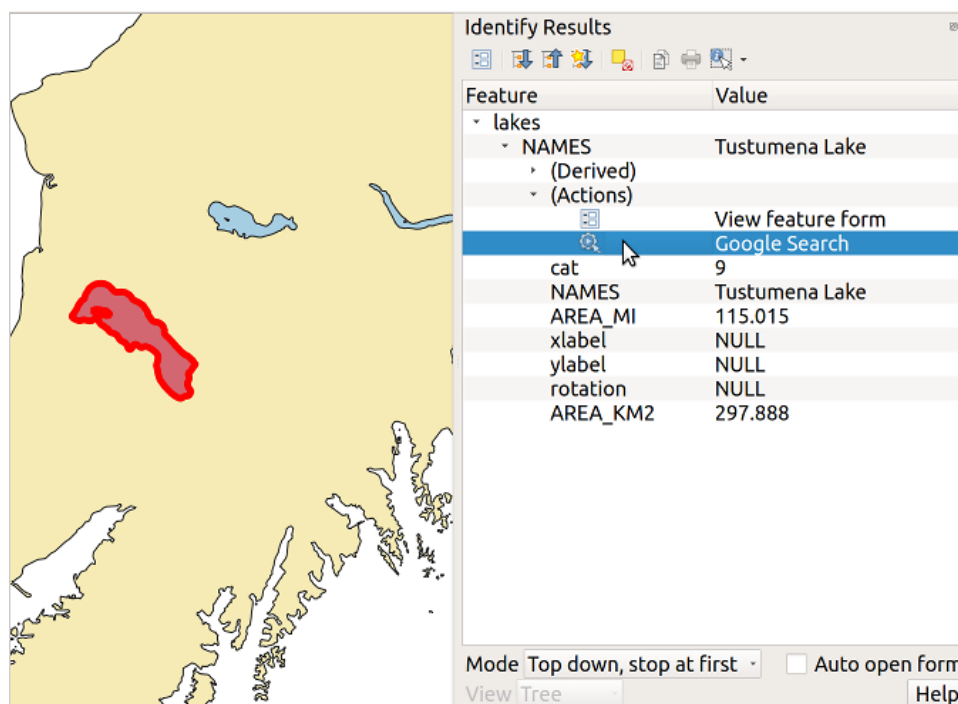 Identify Results
Feature Value
lakes
NAMES Tustumena Lake
(Derived)
(Actions)
View feature form
Google Search
cat 9
NAMES Tustumena Lake
AREA_MI 115.015
xlabel NULL
ylabel NULL
rotation NULL
AREA_KM2 297.888
Mode Top down, stop at first Auto open form
View Tree Help